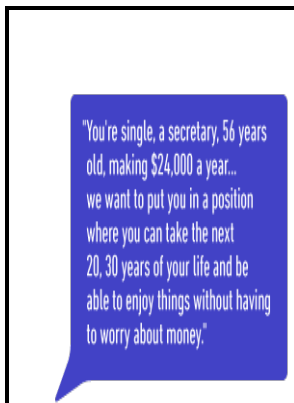 "You're single, a secretary, 56 years
old, making $24,000 a year...
we want to put you in a position
where you can take the next
20, 30 years of your life and be
able to enjoy things without having
to worry about money."